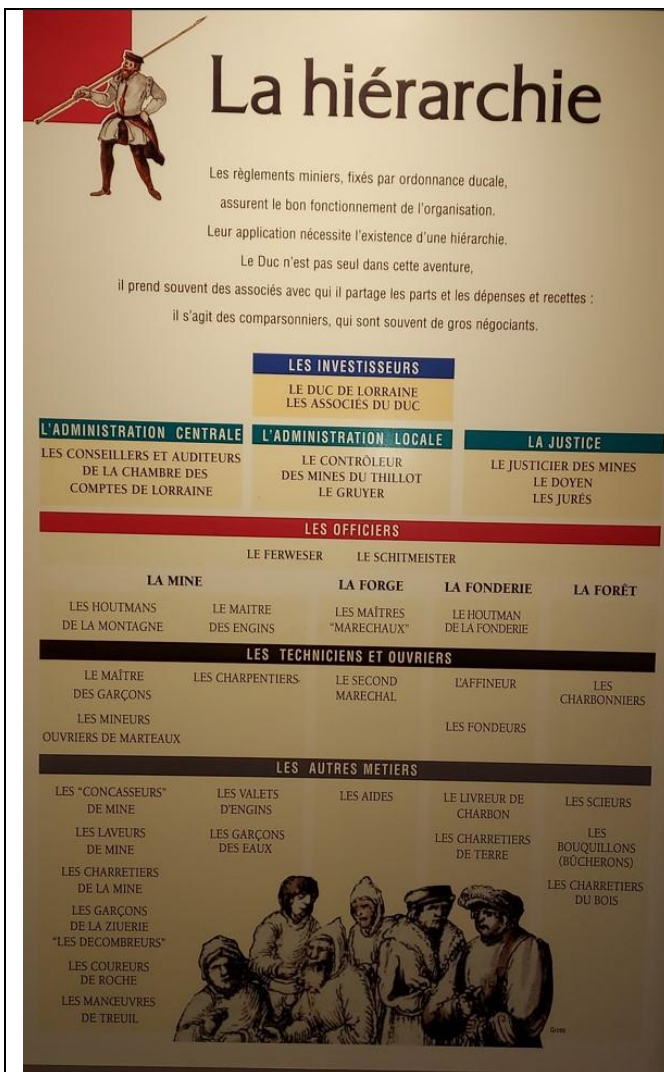 La hiérarchie
Les règlements miniers, fixés par ordonnance ducale,
assurent le bon fonctionnement de l'organisation.
Leur application nécessite l'existence d'une hiérarchie.
Le Duc n'est pas seul dans cette aventure,
il prend souvent des associés avec qui il partage les parts et les dépenses et recettes :
il s'agit des comparsonniers, qui sont souvent de gros négociants.
LES INVESTISSEURS
LE DUC DE LORRAINE
LES ASSOCIÉS DU DUC
L'ADMINISTRATION CENTRALE
LES CONSEILLERS ET AUDITEURS
DE LA CHAMBRE DES
COMPTES DE LORRAINE
L'ADMINISTRATION LOCALE
LE CONTRÔLEUR
DES MINES DU THILLOT
LE GRUYER
LA JUSTICE
LE JUSTICIER DES MINES
LE DOYEN
LES JURÉS
LES OFFICIERS
LE FERWESER LE SCHITMEISTER
LA MINE
LES HOUTMANS
DE LA MONTAGNE
LE MAITRE
DES ENGINS
LA FORGE
LES MAÎTRES
"MARECHAUX"
LA FONDERIE
LE HOUTMAN
DE LA FONDERIE
LA FORÊT
LES TECHNICIENS ET OUVRIERS
LE MAÎTRE
DES GARÇONS
LES MINEURS
OUVRIERS DE MARTEAUX
LES CHARPENTIERS
LE SECOND
MARECHAL
L'AFFINEUR
LES FONDEURS
LES
CHARBONNIERS
LES AUTRES METIERS
LES "CONCASSEURS"
DE MINE
LES LAVEURS
DE MINE
LES CHARRETIERS
DE LA MINE
LES GARÇONS
DE LA ZIUERIE
"LES DECOMBREURS"
LES COUREURS
DE ROCHE
LES MANŒUVRES
DE TREUIL
LES VALETS
D'ENGINS
LES GARÇONS
DES EAUX
LES AIDES
LE LIVREUR DE
CHARBON
LES CHARRETIERS
DE TERRE
LES SCIEURS
LES
BOUQUILLONS
(BÛCHERONS)
LES CHARRETIERS
DU BOIS